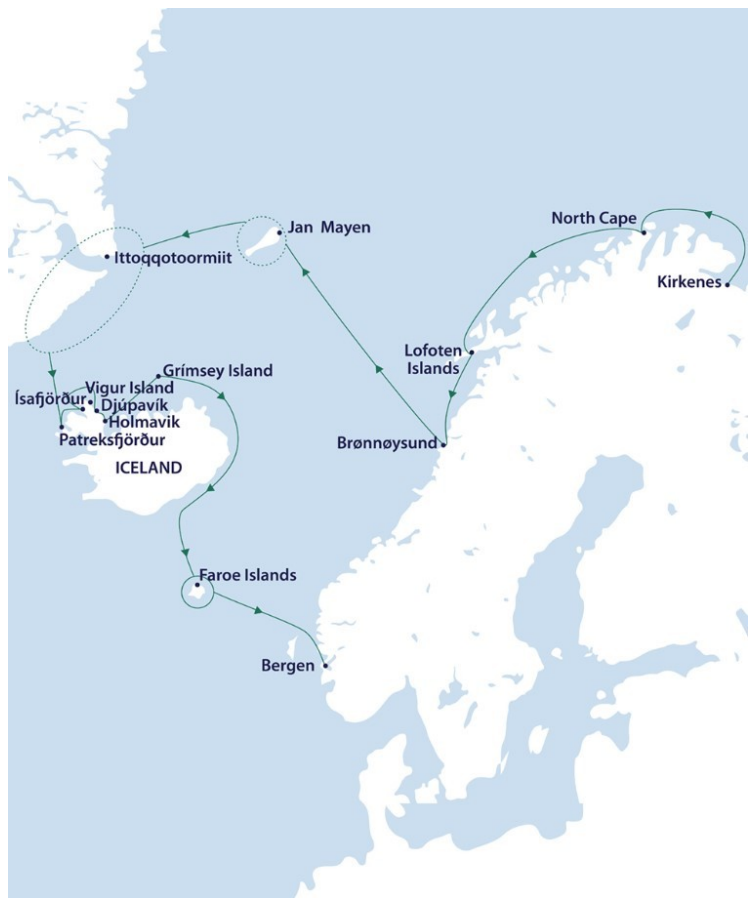 Jan Mayen
North Cape
Ittoqqotoormiit
Kirkenes
Lofoten
Islands
Grímsey Island
Vigur Island
Ísafjörður
Djúpavík
Holmavik
Patreksfjörður
Brønnøysund
ICELAND
Faroe Islands
Bergen